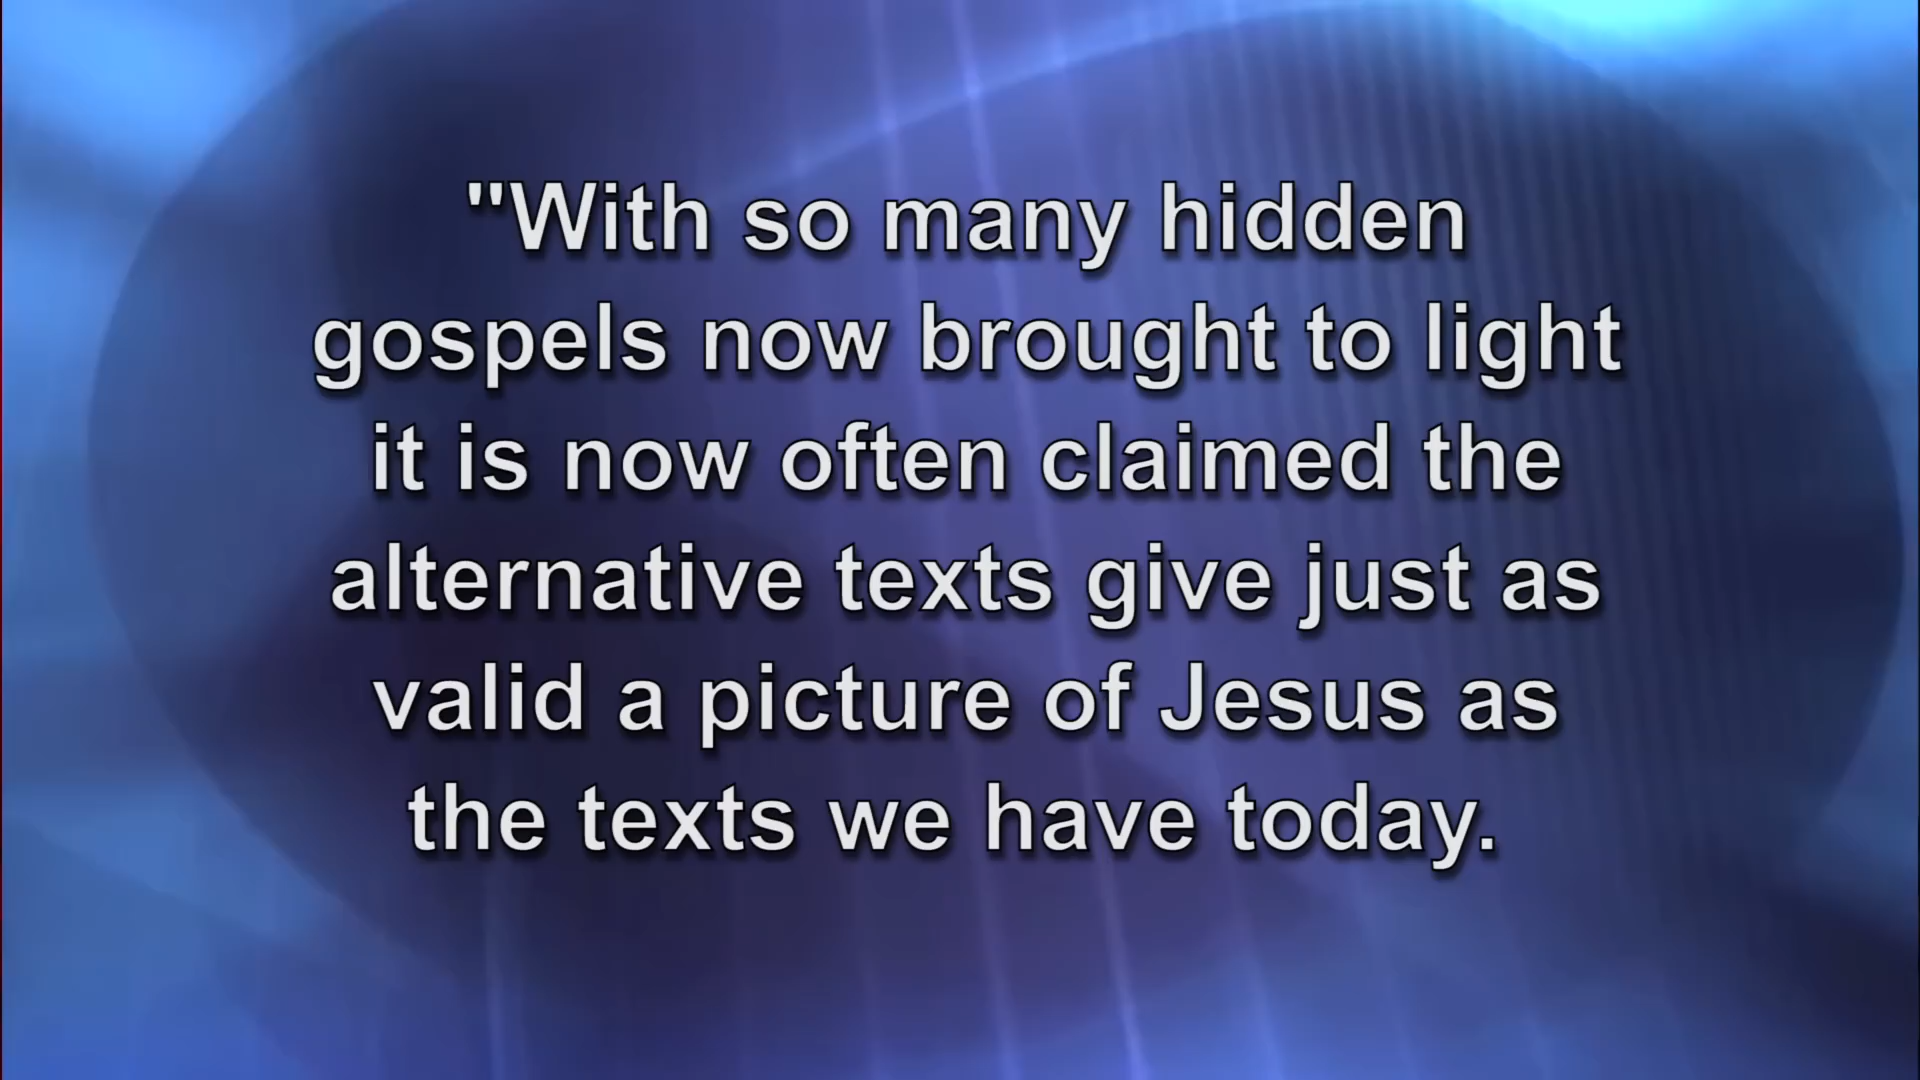 "With so many hidden
gospels now brought to light
it is now often claimed the
alternative texts give just as
valid a picture of Jesus as
the texts we have today.